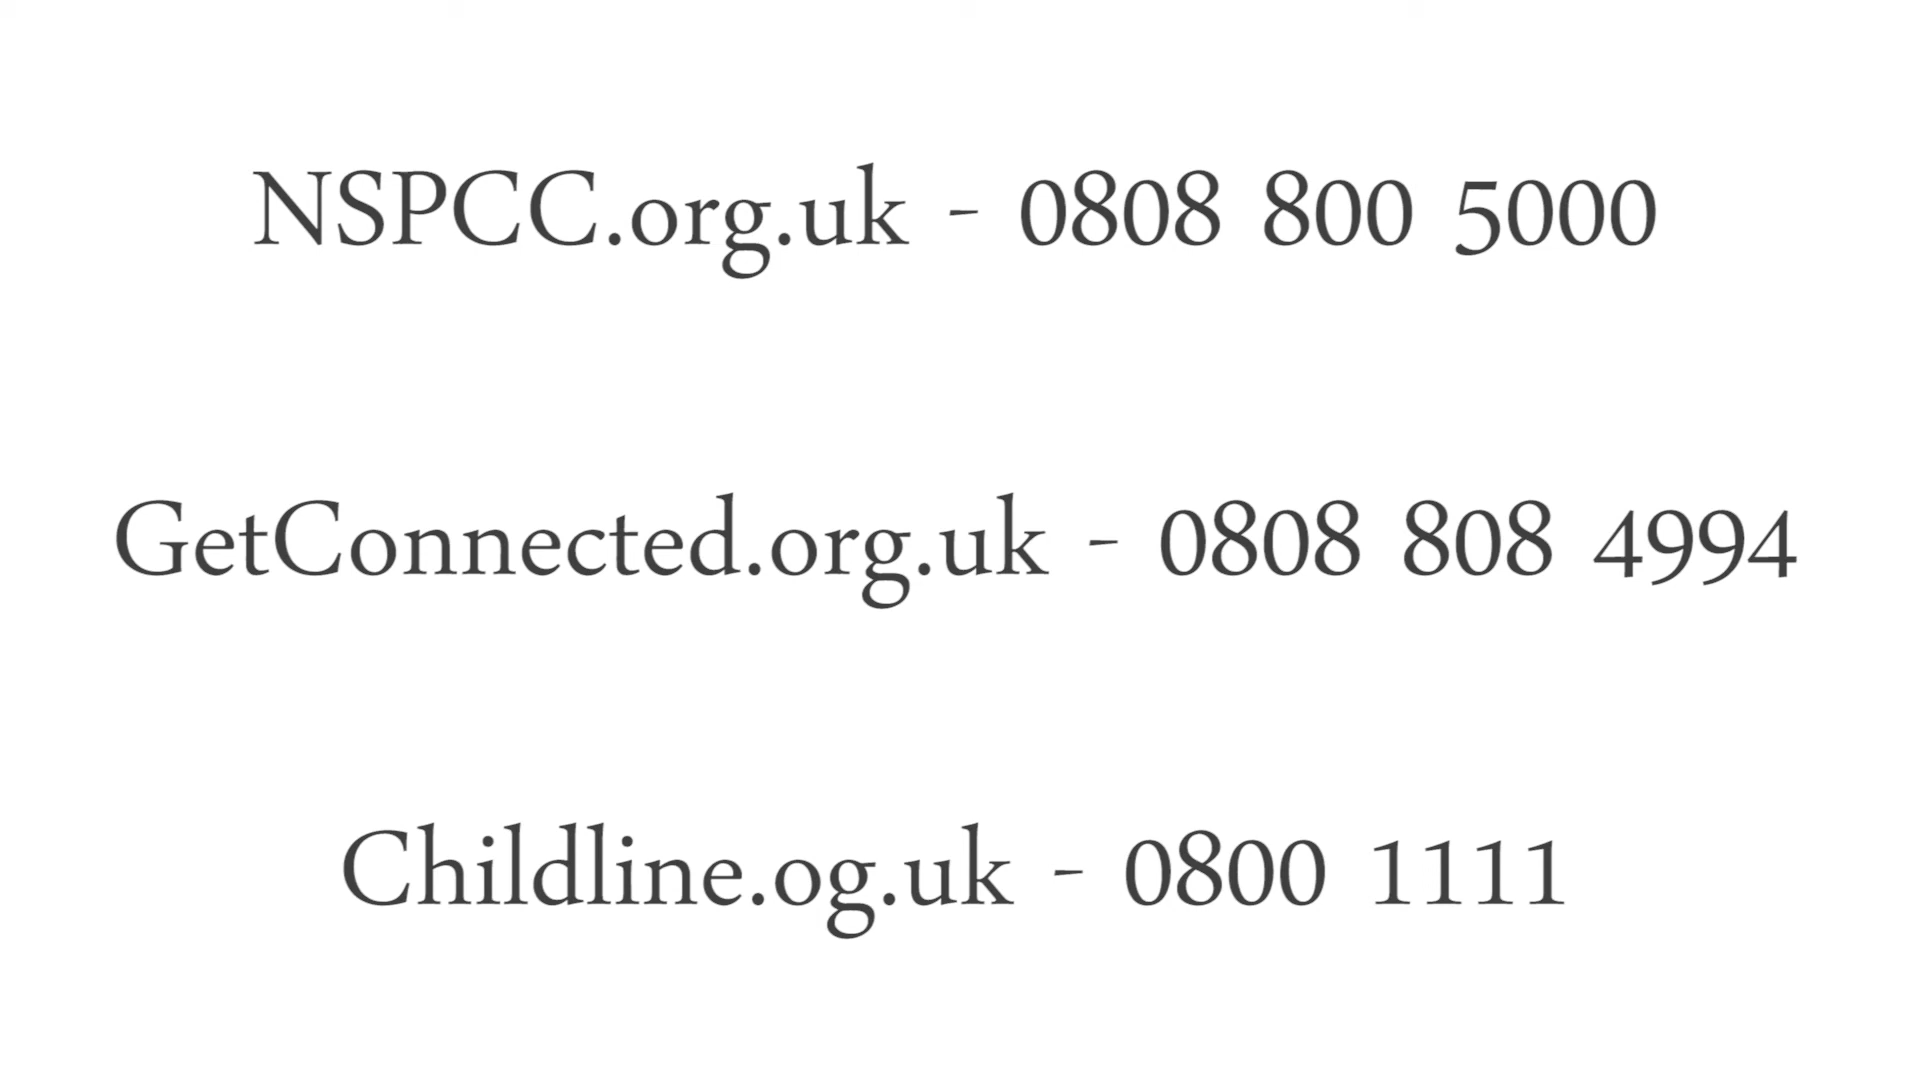 NSPCC.org.uk - 0808 800 5000
GetConnected.org.uk - 0808 808 4994
Childline.og.uk - 0800 1111